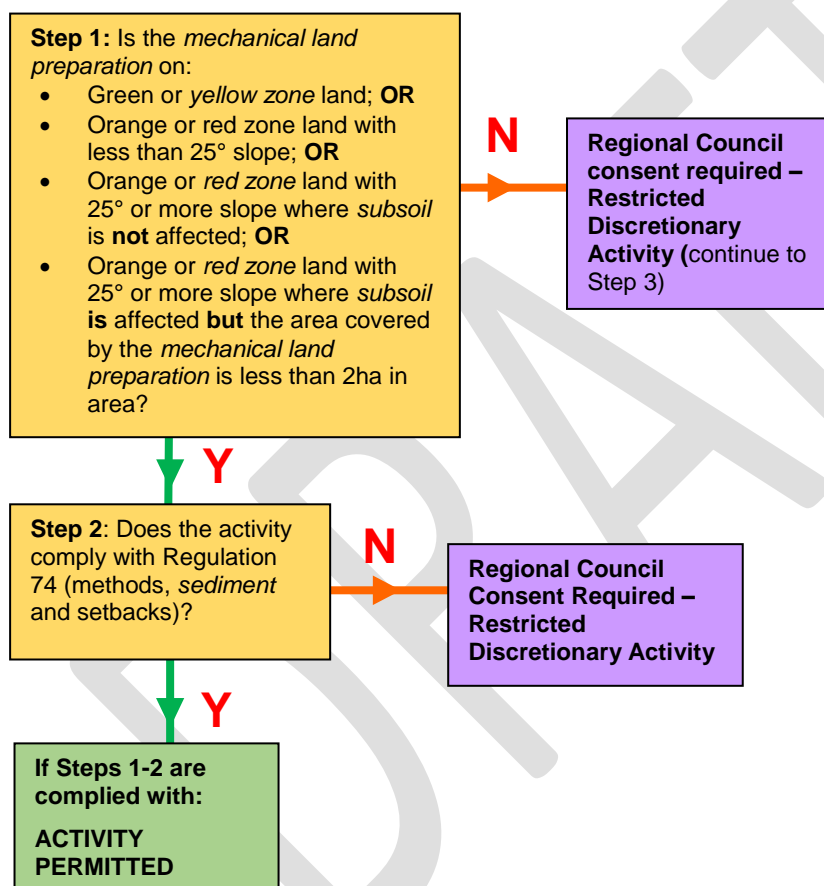 Step 1: Is the mechanical land
preparation on:
• Green or yellow zone land; OR
• Orange or red zone land with
less than 25° slope; OR
• Orange or red zone land with
25° or more slope where subsoil
is not affected; OR
• Orange or red zone land with
25° or more slope where subsoil
is affected but the area covered
by the mechanical land
preparation is less than 2ha in
area?
N
Regional Council
consent required –
Restricted
Discretionary
Activity (continue to
Step 3)
Y
Step 2: Does the activity
comply with Regulation
74 (methods, sediment
and setbacks)?
N
Regional Council
Consent Required –
Restricted
Discretionary Activity
Y
If Steps 1-2 are
complied with:
ACTIVITY
PERMITTED
DRAFT